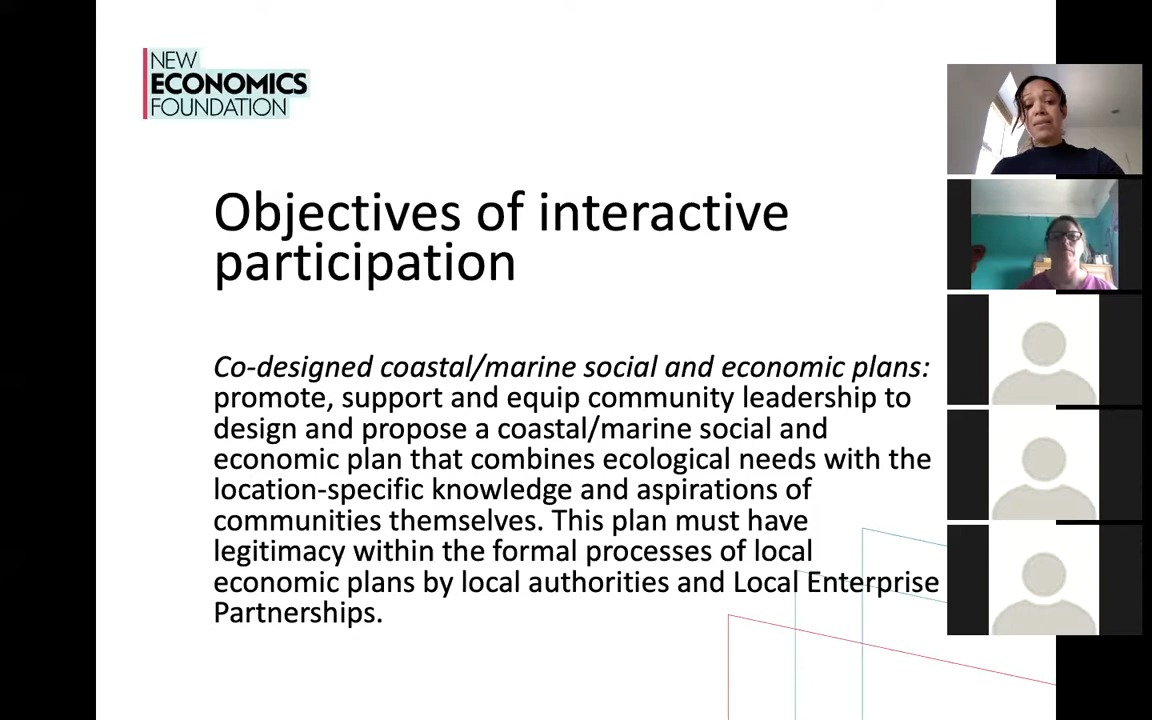 NEW
ECONOMICS
FOUNDATION
Objectives of interactive
participation
Co-designed coastal/marine social and economic plans:
promote, support and equip community leadership to
design and propose a coastal/marine social and
economic plan that combines ecological needs with the
location-specific knowledge and aspirations of
communities themselves. This plan must have
legitimacy within the formal processes of local
economic plans by local authorities and Local Enterprise
Partnerships.